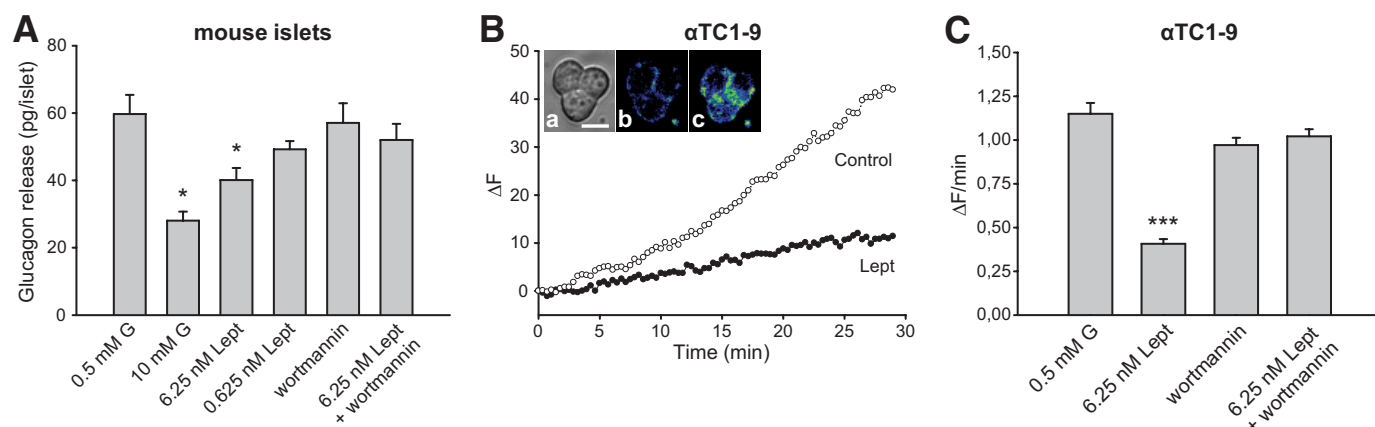 A
mouse islets
Glucagon release (pg/islet)
80
60
40
20
0
*
*
0.5 mM G
10 mM G
6.25 nM Lept
0.625 nM Lept
wortmannin
6.25 nM Lept
+ wortmannin
B
αTC1-9
ΔF
50
40
30
20
10
0
a
b
c
Control
Lept
0
5
10
15
20
25
30
Time (min)
C
αTC1-9
ΔF/min
1,50
1,25
1,00
0,75
0,50
0,25
0,00
***
0.5 mM G
6.25 nM Lept
wortmannin
6.25 nM Lept
+ wortmannin